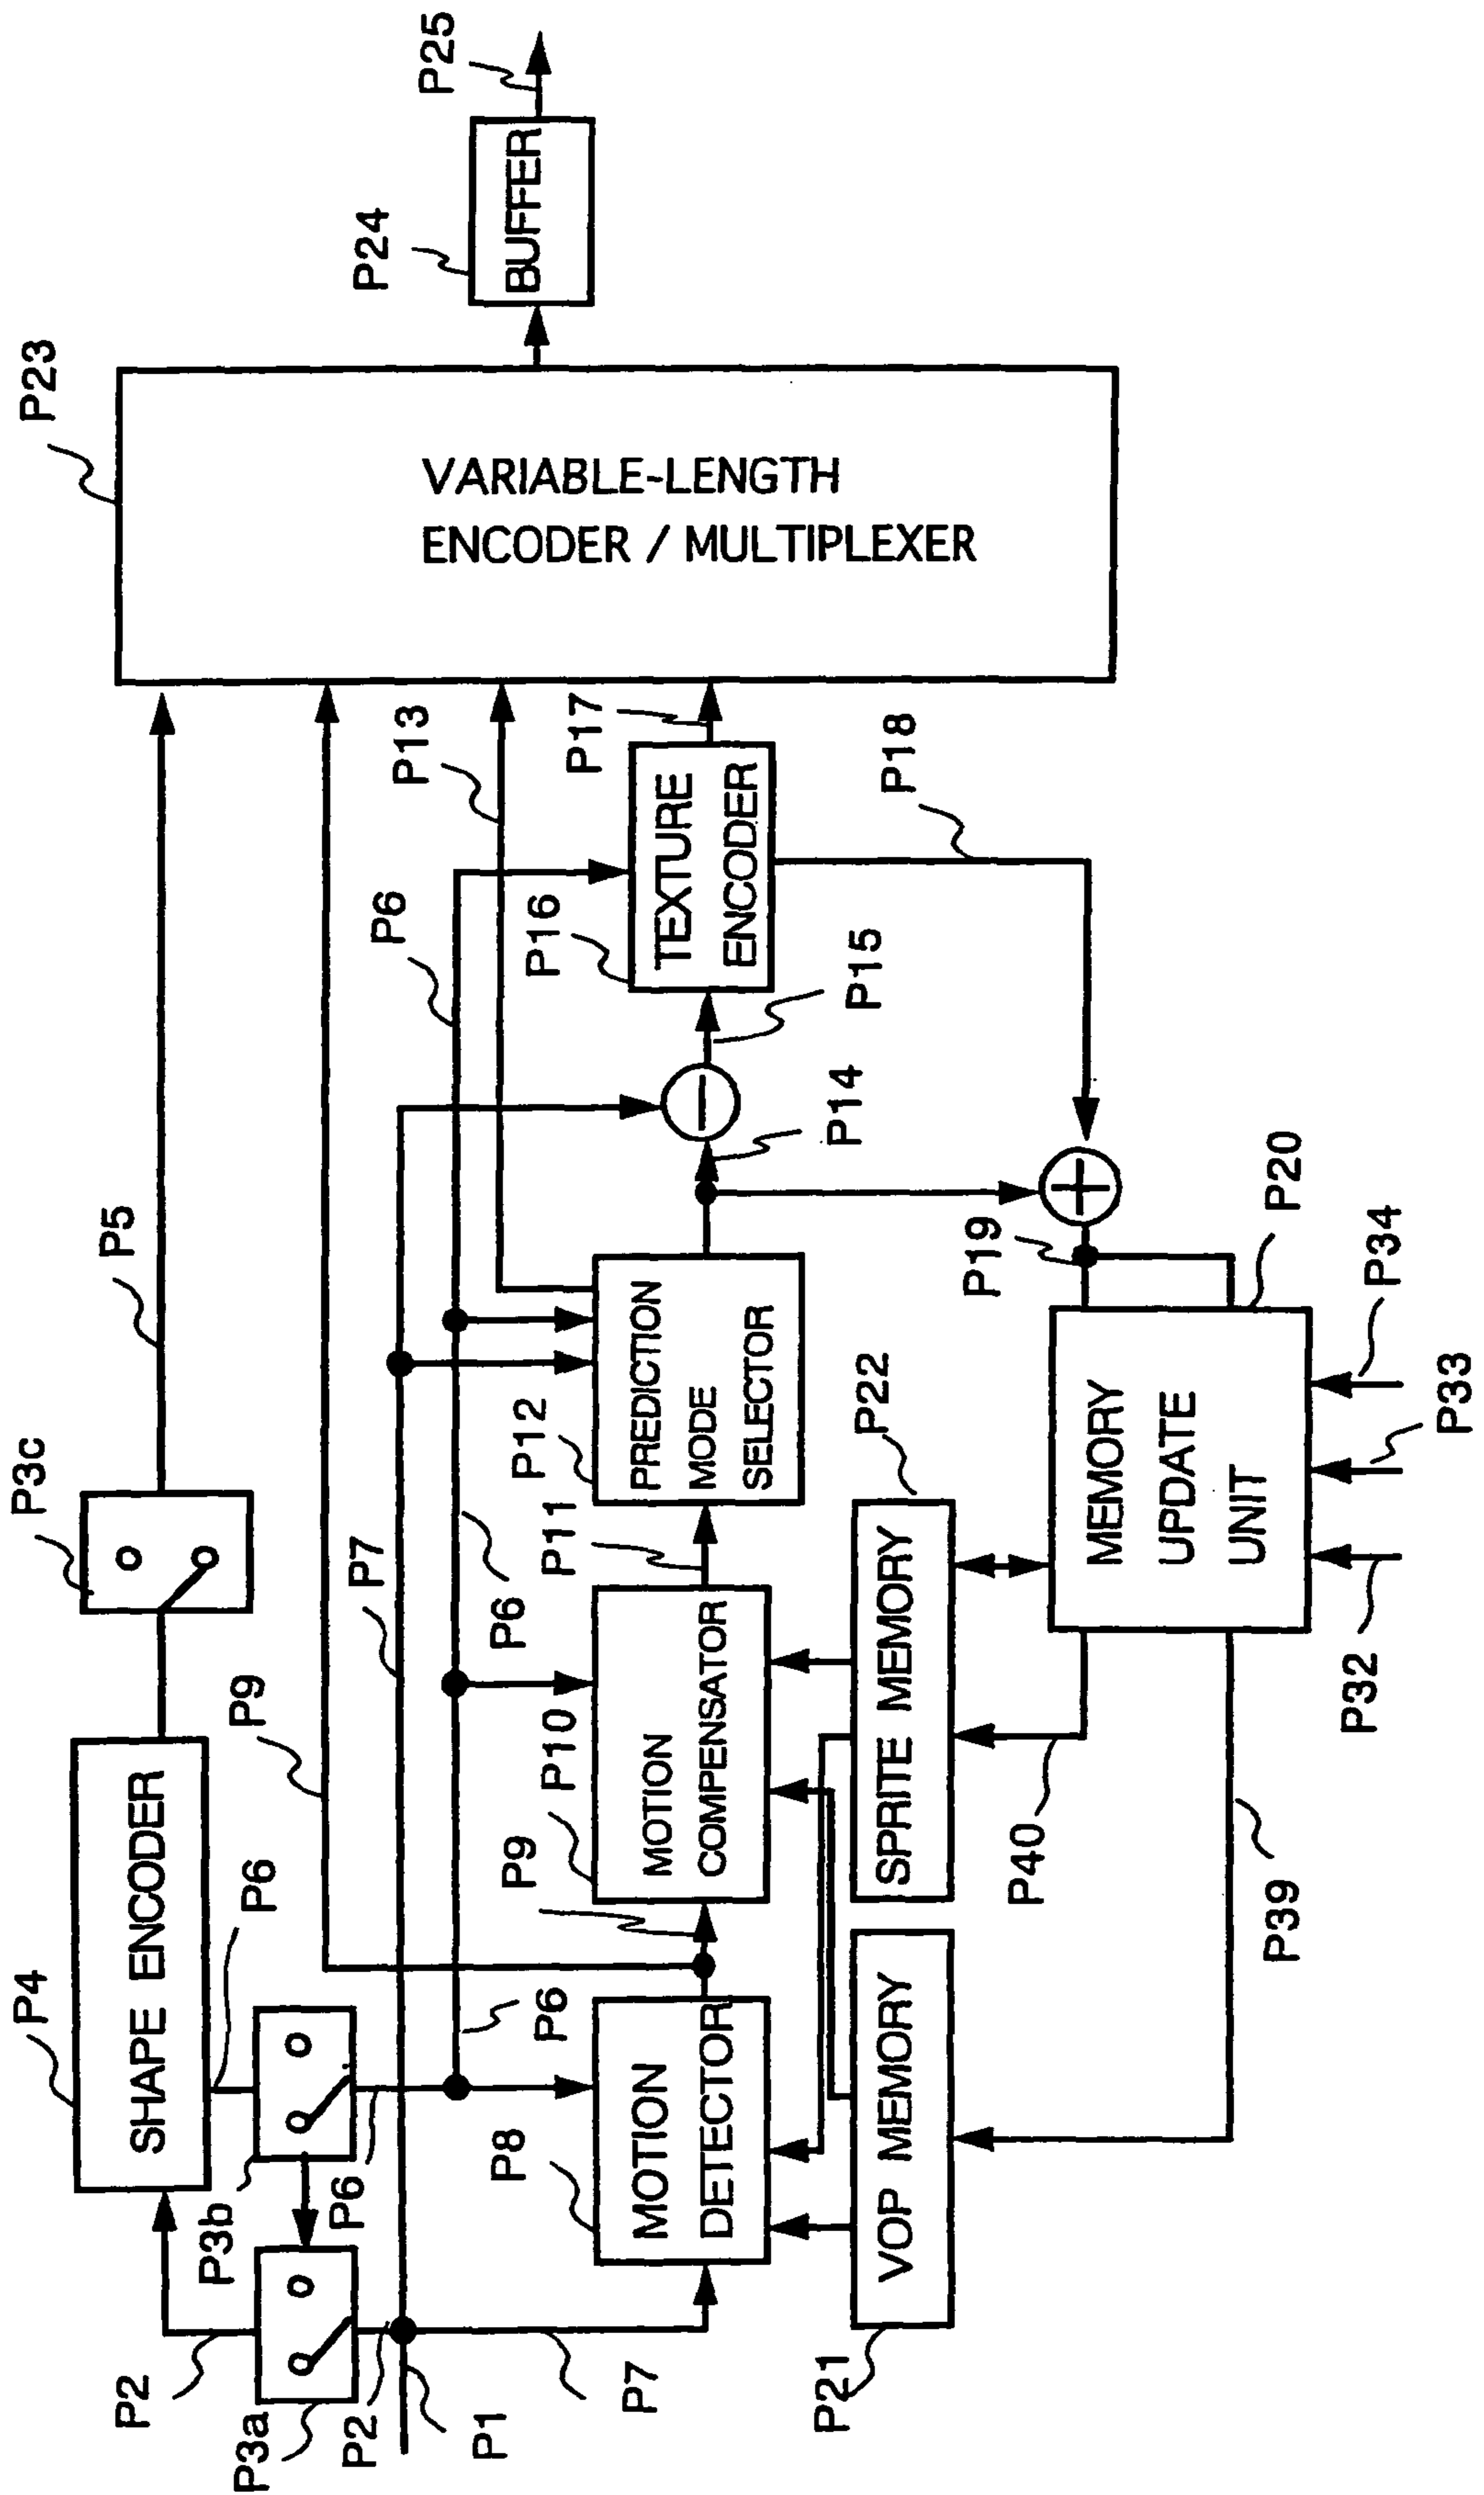 P3c
P5
P23
P4
SHAPE ENCODER
P2
P3a
P3b
P6
P6
P9
P2
P1
P7
P7
P6
P6
P6
P13
P24
BUFFER
P25
VARIABLE-LENGTH
ENCODER / MULTIPLEXER
P8
MOTION
DETECTOR
P9
P10
MOTION
COMPENSATOR
P11
P12
PREDICTION
MODE
SELECTOR
P14
P15
P16
TEXTURE
ENCODER
P17
P18
P21
VOP MEMORY
SPRITE MEMORY
P22
P19
P20
P40
P39
MEMORY
UPDATE
UNIT
P32
P33
P34